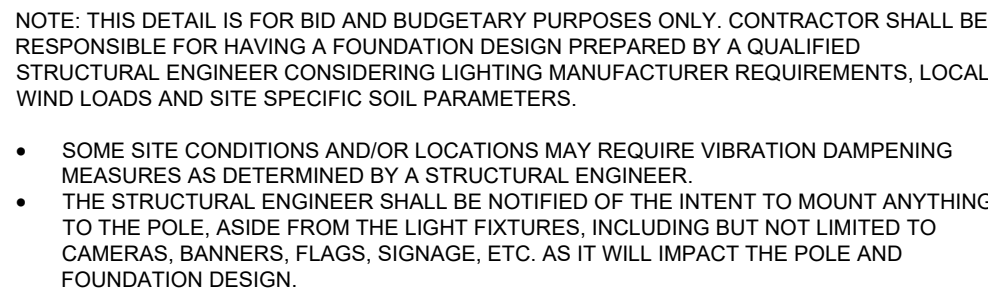 NOTE: THIS DETAIL IS FOR BID AND BUDGETARY PURPOSES ONLY. CONTRACTOR SHALL BE
RESPONSIBLE FOR HAVING A FOUNDATION DESIGN PREPARED BY A QUALIFIED
STRUCTURAL ENGINEER CONSIDERING LIGHTING MANUFACTURER REQUIREMENTS, LOCAL
WIND LOADS AND SITE SPECIFIC SOIL PARAMETERS.
• SOME SITE CONDITIONS AND/OR LOCATIONS MAY REQUIRE VIBRATION DAMPENING
MEASURES AS DETERMINED BY A STRUCTURAL ENGINEER.
• THE STRUCTURAL ENGINEER SHALL BE NOTIFIED OF THE INTENT TO MOUNT ANYTHING
TO THE POLE, ASIDE FROM THE LIGHT FIXTURES, INCLUDING BUT NOT LIMITED TO
CAMERAS, BANNERS, FLAGS, SIGNAGE, ETC. AS IT WILL IMPACT THE POLE AND
FOUNDATION DESIGN.